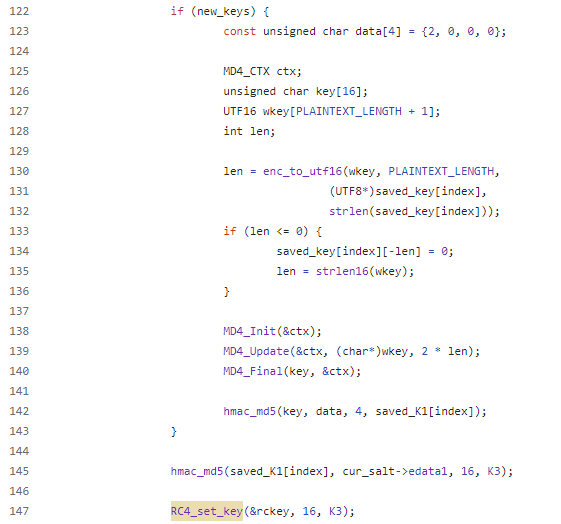 122 if (new_keys) {
123 const unsigned char data[4] = {2, 0, 0, 0};
124
125 MD4_CTX ctx;
126 unsigned char key[16];
127 UTF16 wkey[PLAINTEXT_LENGTH + 1];
128 int len;
129
130 len = enc_to_utf16(wkey, PLAINTEXT_LENGTH,
131 (UTF8*)saved_key[index],
132 strlen(saved_key[index]));
133 if (len <= 0) {
134 saved_key[index][-len] = 0;
135 len = strlen16(wkey);
136 }
137
138 MD4_Init(&ctx);
139 MD4_Update(&ctx, (char*)wkey, 2 * len);
140 MD4_Final(key, &ctx);
141
142 hmac_md5(key, data, 4, saved_K1[index]);
143 }
144
145 hmac_md5(saved_K1[index], cur_salt->edata1, 16, K3);
146
147 RC4_set_key(&rckey, 16, K3);